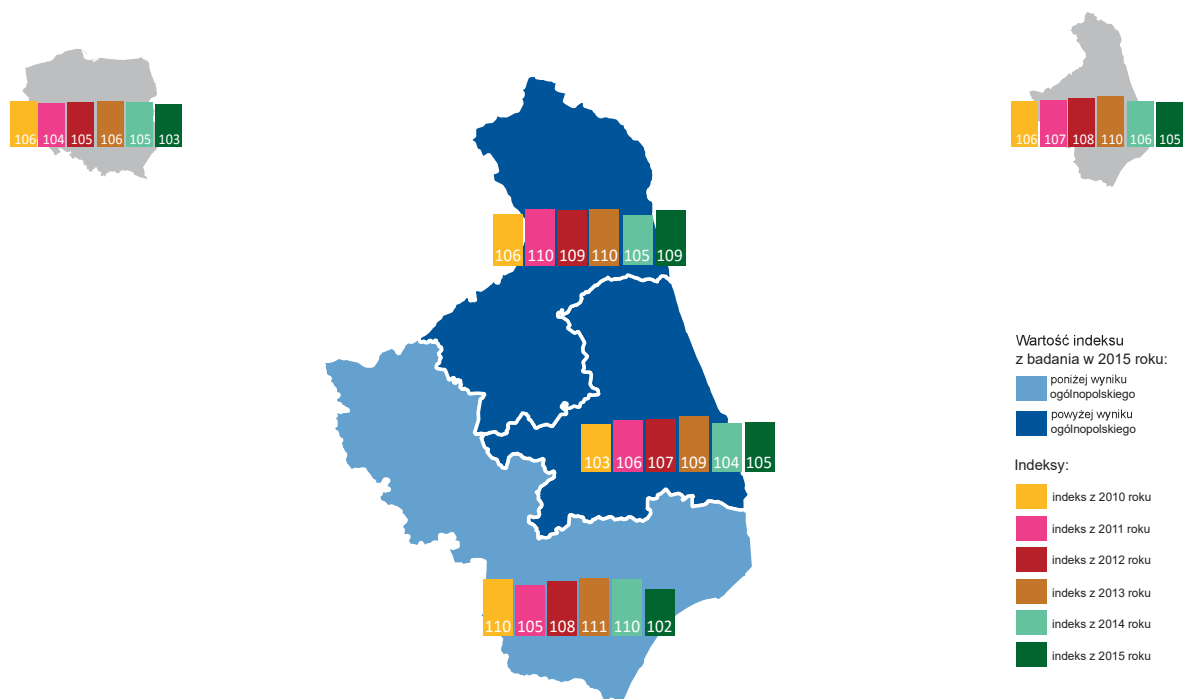 106 104 105 106 105 103
106 107 108 110 106 105
106 110 109 110 105 109
103 106 107 109 104 105
110 105 108 111 110 102
Wartość indeksu
z badania w 2015 roku:
poniżej wyniku
ogólnopolskiego
powyżej wyniku
ogólnopolskiego
Indeksy:
indeks z 2010 roku
indeks z 2011 roku
indeks z 2012 roku
indeks z 2013 roku
indeks z 2014 roku
indeks z 2015 roku